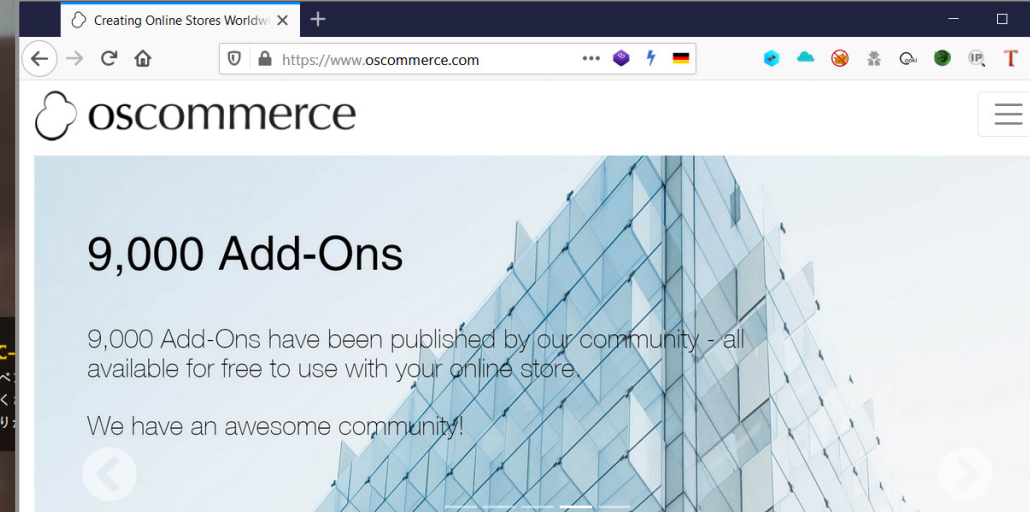 Creating Online Stores Worldw
https://www.oscommerce.com
IP
T
oscommerce
9,000 Add-Ons
9,000 Add-Ons have been published by our community - all
available for free to use with your online store.
We have an awesome community!